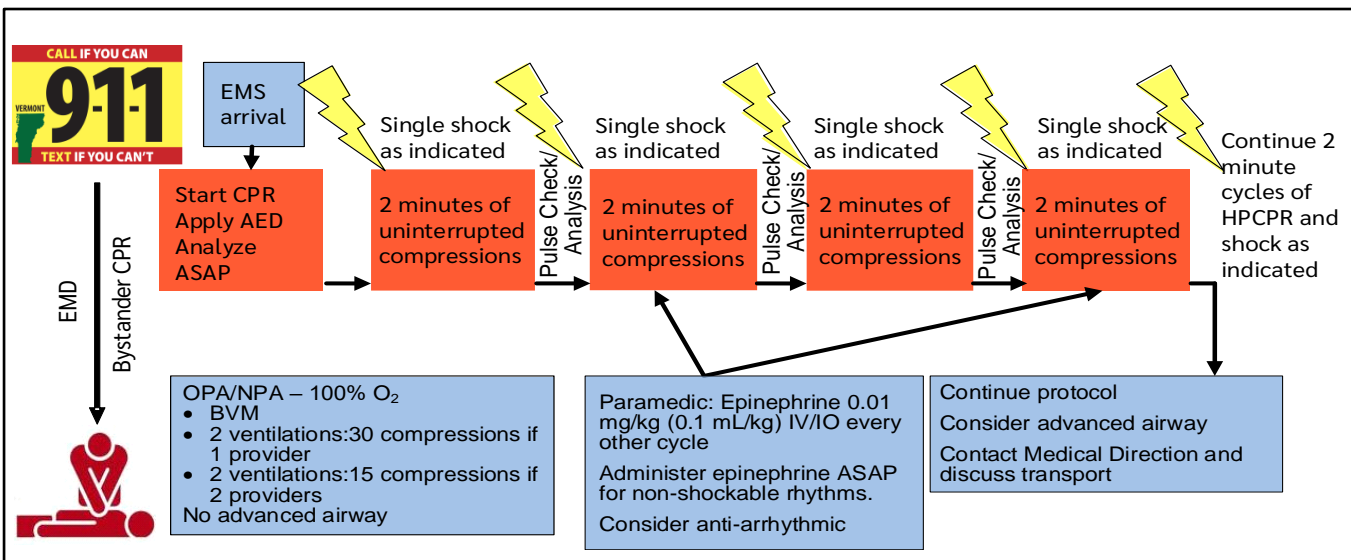 CALL IF YOU CAN
VERMONT
9-1-1
TEXT IF YOU CAN'T
EMD
Bystander CPR
EMS
arrival
Start CPR
Apply AED
Analyze
ASAP
Single shock
as indicated
2 minutes of
uninterrupted
compressions
Pulse Check/
Analysis
Single shock
as indicated
2 minutes of
uninterrupted
compressions
Pulse Check/
Analysis
Single shock
as indicated
2 minutes of
uninterrupted
compressions
Pulse Check/
Analysis
Single shock
as indicated
2 minutes of
uninterrupted
compressions
Continue 2
minute
cycles of
HPCPR and
shock as
indicated
OPA/NPA – 100% O₂
• BVM
• 2 ventilations:30 compressions if
1 provider
• 2 ventilations:15 compressions if
2 providers
No advanced airway
Paramedic: Epinephrine 0.01
mg/kg (0.1 mL/kg) IV/IO every
other cycle
Administer epinephrine ASAP
for non-shockable rhythms.
Consider anti-arrhythmic
Continue protocol
Consider advanced airway
Contact Medical Direction and
discuss transport